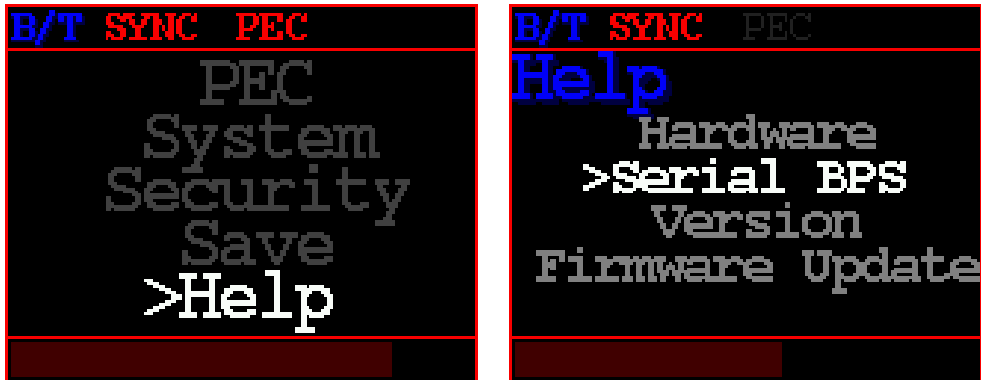 B/T SYNC PEC
PEC
System
Security
Save
>Help
B/T SYNC PEC
Help
Hardware
>Serial BPS
Version
Firmware Update